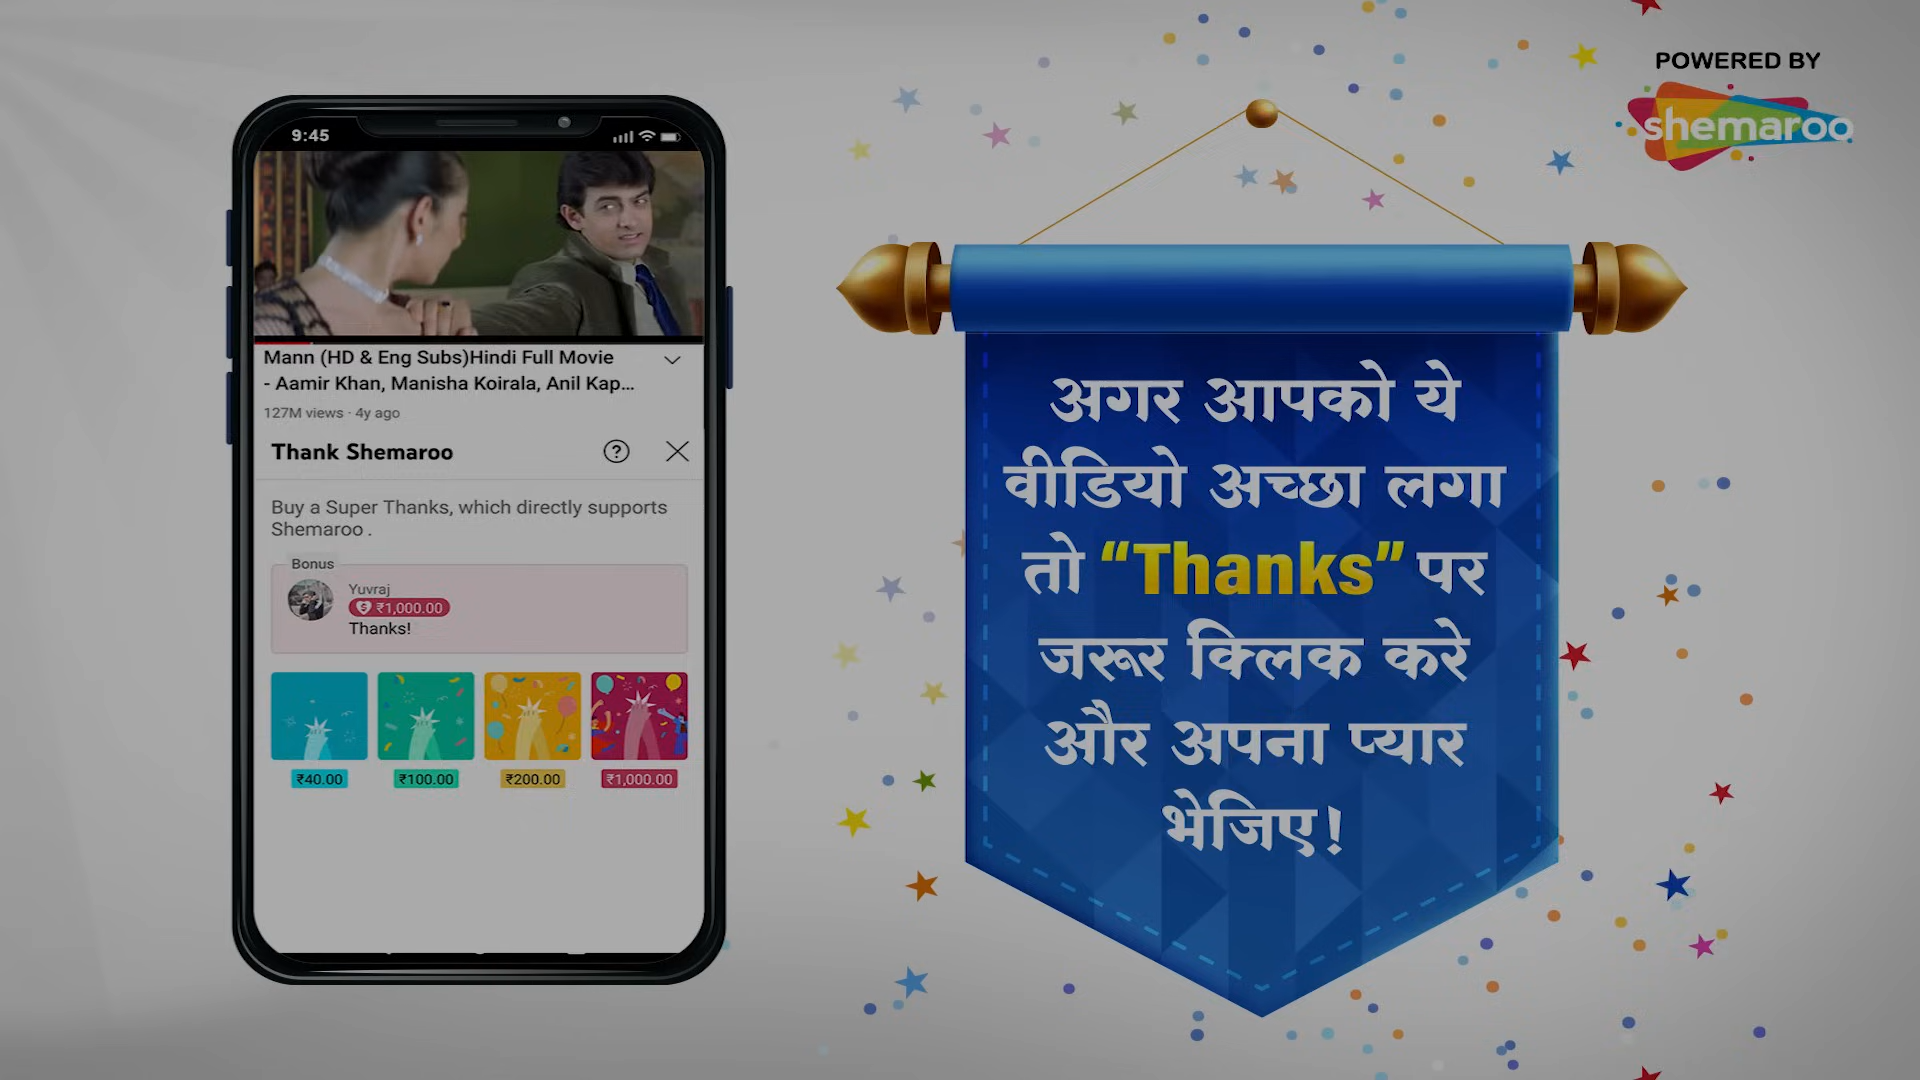 POWERED BY
shemaroo
9:45
Mann (HD & Eng Subs)Hindi Full Movie
- Aamir Khan, Manisha Koirala, Anil Kap...
127M views · 4y ago
Thank Shemaroo
Buy a Super Thanks, which directly supports
Shemaroo .
Bonus
Yuvraj
₹1,000.00
Thanks!
₹40.00 ₹100.00 ₹200.00 ₹1,000.00
अगर आपको ये
वीडियो अच्छा लगा
तो “Thanks” पर
जरूर क्लिक करे
और अपना प्यार
भेजिए!